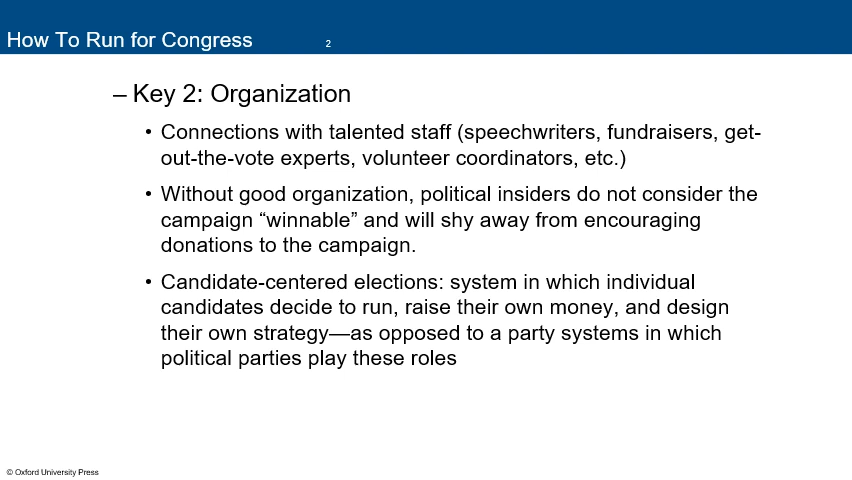 How To Run for Congress 2
– Key 2: Organization
• Connections with talented staff (speechwriters, fundraisers, get-
out-the-vote experts, volunteer coordinators, etc.)
• Without good organization, political insiders do not consider the
campaign “winnable” and will shy away from encouraging
donations to the campaign.
• Candidate-centered elections: system in which individual
candidates decide to run, raise their own money, and design
their own strategy—as opposed to a party systems in which
political parties play these roles
© Oxford University Press